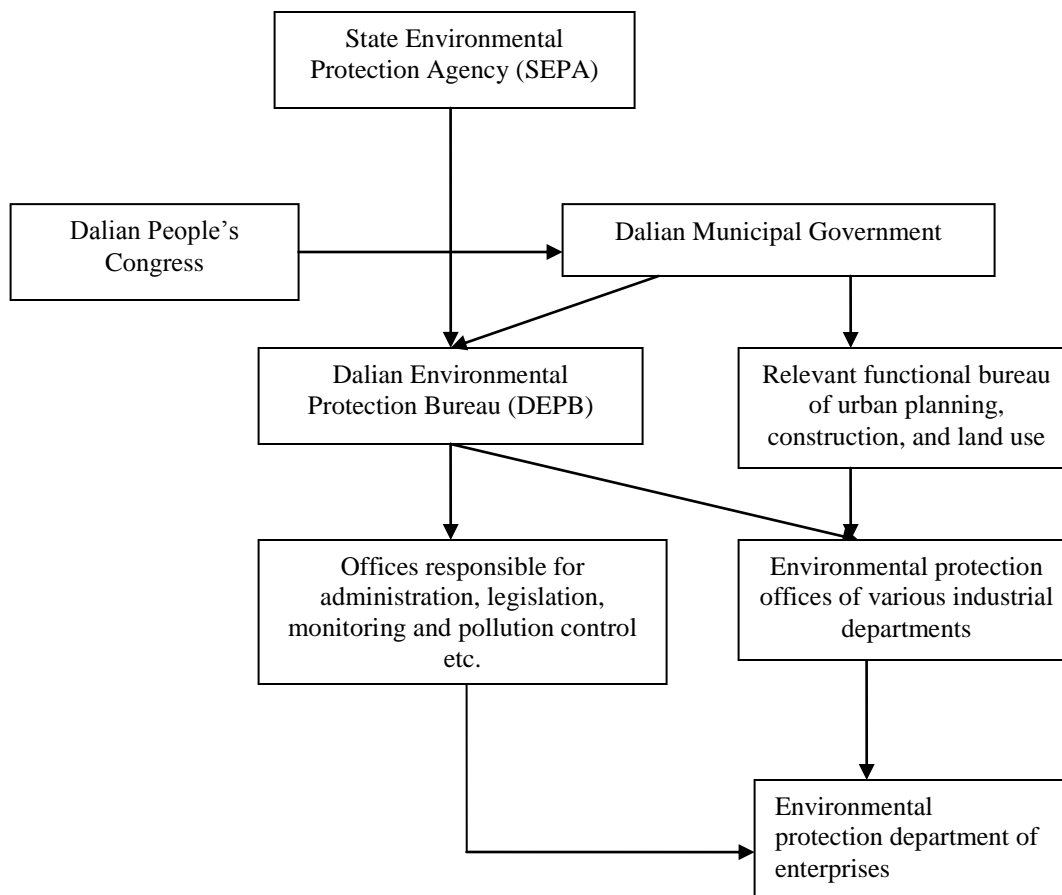 State Environmental
Protection Agency (SEPA)
Dalian People’s
Congress
Dalian Municipal Government
Dalian Environmental
Protection Bureau (DEPB)
Relevant functional bureau
of urban planning,
construction, and land use
Offices responsible for
administration, legislation,
monitoring and pollution control
etc.
Environmental protection
offices of various industrial
departments
Environmental
protection department of
enterprises